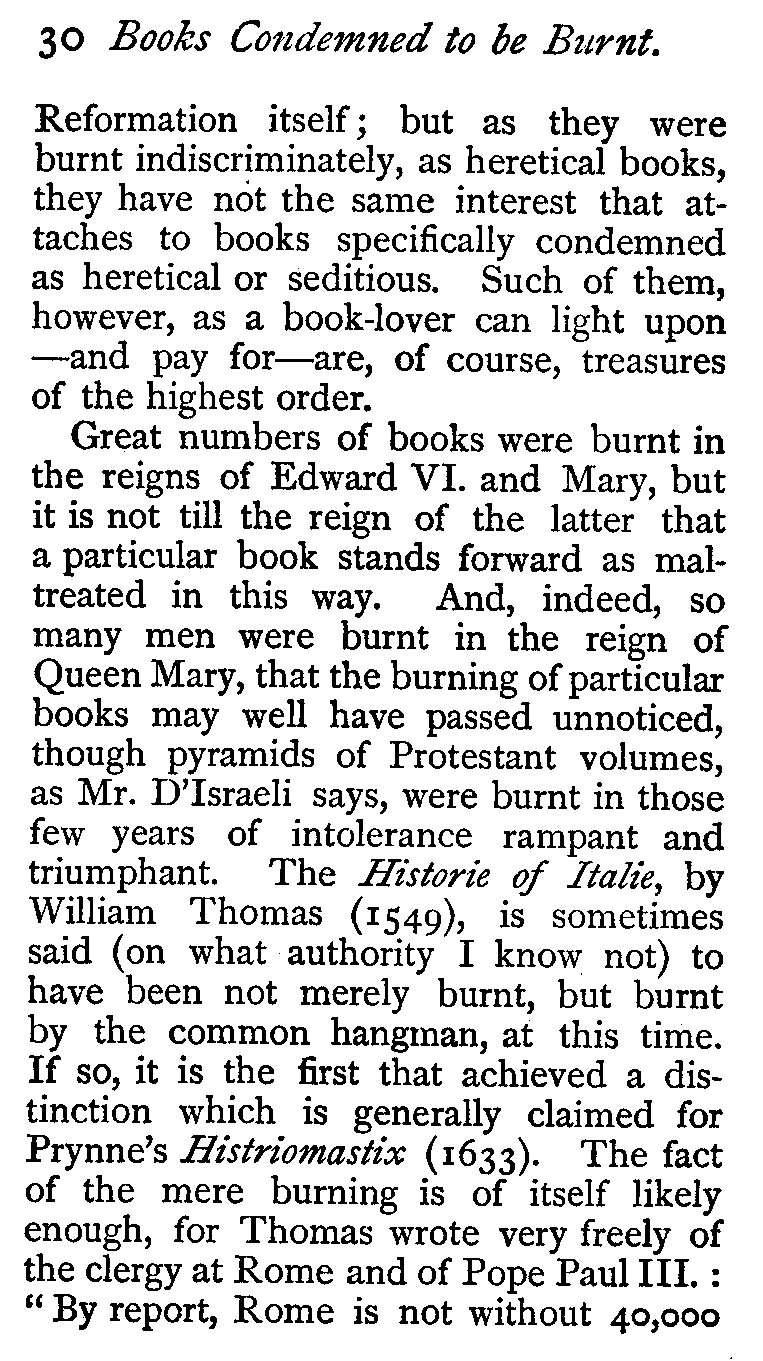 30 Books Condemned to be Burnt.
Reformation itself; but as they were
burnt indiscriminately, as heretical books,
they have not the same interest that at-
taches to books specifically condemned
as heretical or seditious. Such of them,
however, as a book-lover can light upon
—and pay for—are, of course, treasures
of the highest order.
Great numbers of books were burnt in
the reigns of Edward VI. and Mary, but
it is not till the reign of the latter that
a particular book stands forward as mal-
treated in this way. And, indeed, so
many men were burnt in the reign of
Queen Mary, that the burning of particular
books may well have passed unnoticed,
though pyramids of Protestant volumes,
as Mr. D'Israeli says, were burnt in those
few years of intolerance rampant and
triumphant. The Historie of Italie, by
William Thomas (1549), is sometimes
said (on what authority I know not) to
have been not merely burnt, but burnt
by the common hangman, at this time.
If so, it is the first that achieved a dis-
tinction which is generally claimed for
Prynne's Histriomastix (1633). The fact
of the mere burning is of itself likely
enough, for Thomas wrote very freely of
the clergy at Rome and of Pope Paul III. :
“ By report, Rome is not without 40,000